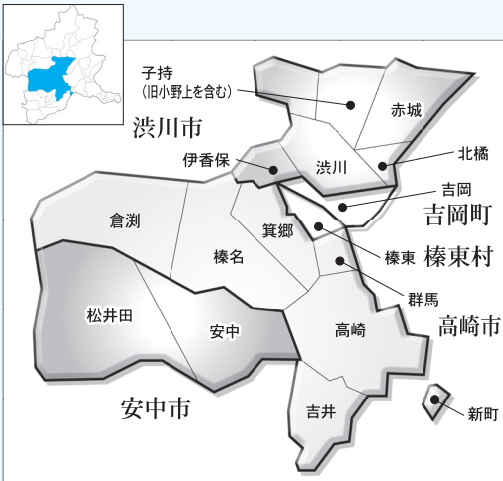 子持
(旧小野上を含む)
赤城
渋川市
北橘
伊香保
渋川
吉岡
吉岡町
倉渕
箕郷
榛名
榛東
榛東村
群馬
松井田
安中
高崎
高崎市
安中市
吉井
新町